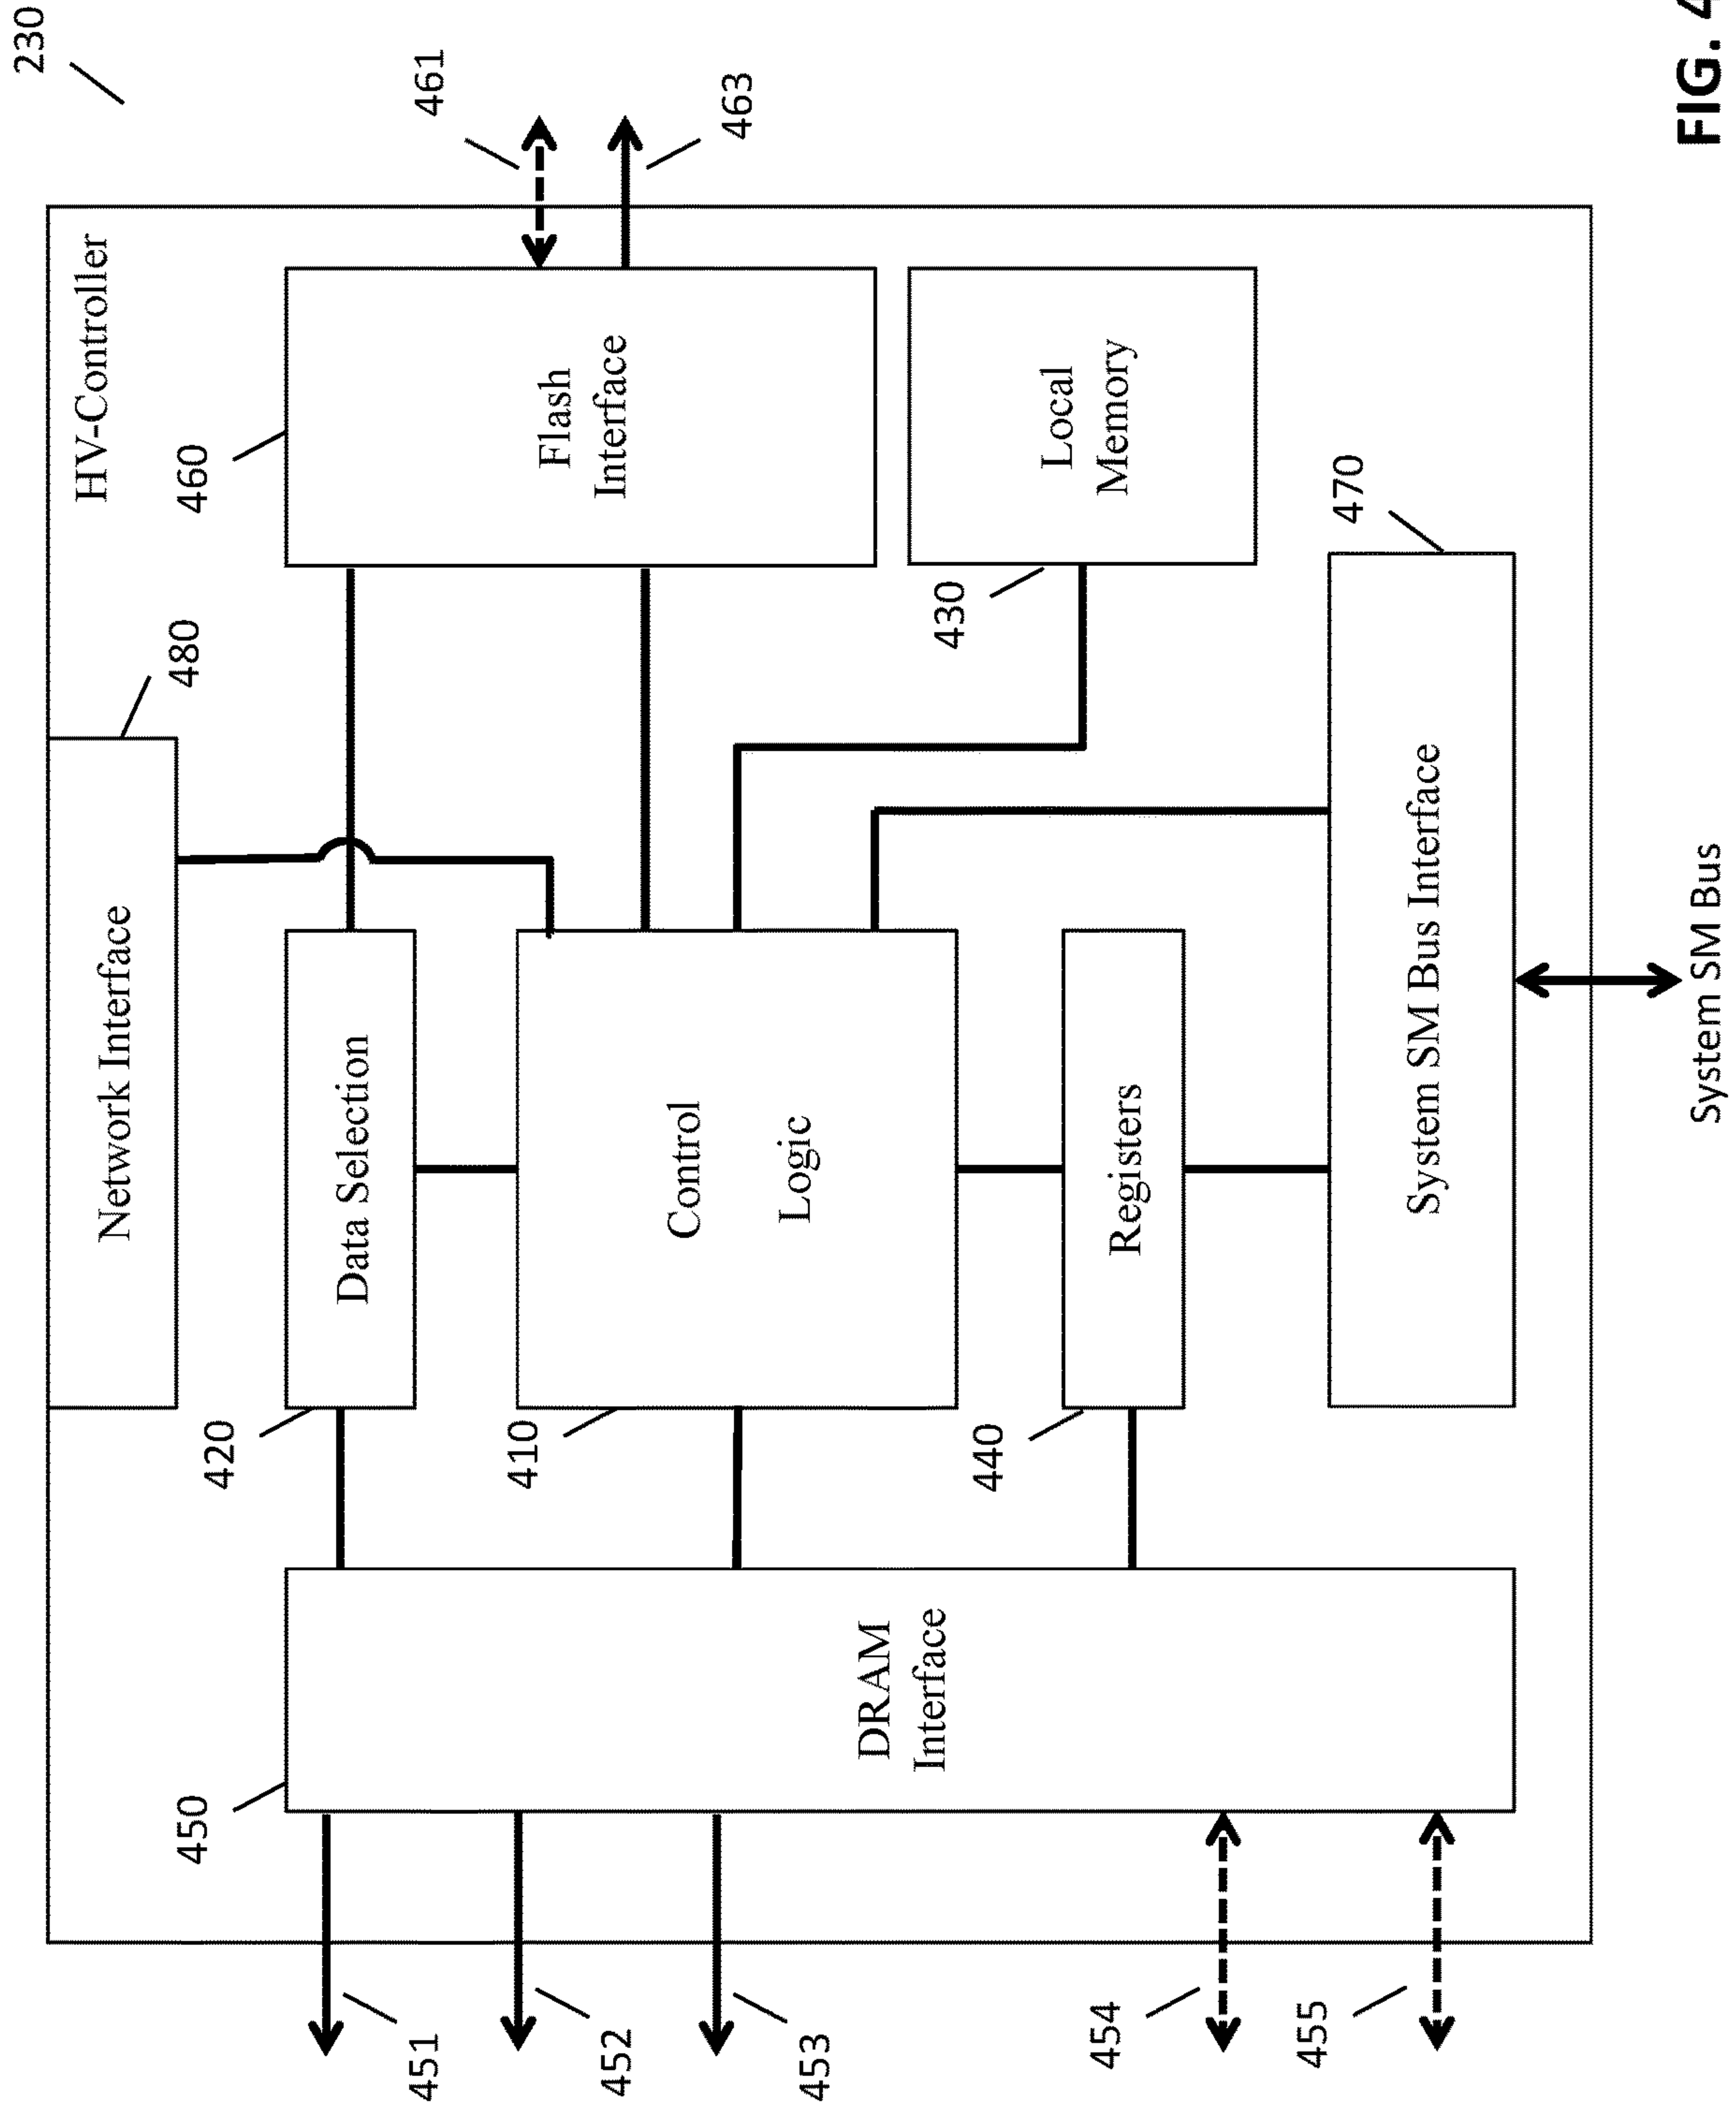 230
HV-Controller
Network Interface
480
461
463
460
Flash
Interface
420
Data Selection
410
Control
Logic
430
Local
Memory
440
Registers
470
System SM Bus Interface
450
DRAM
Interface
451
452
453
454
455
System SM Bus
FIG. 4